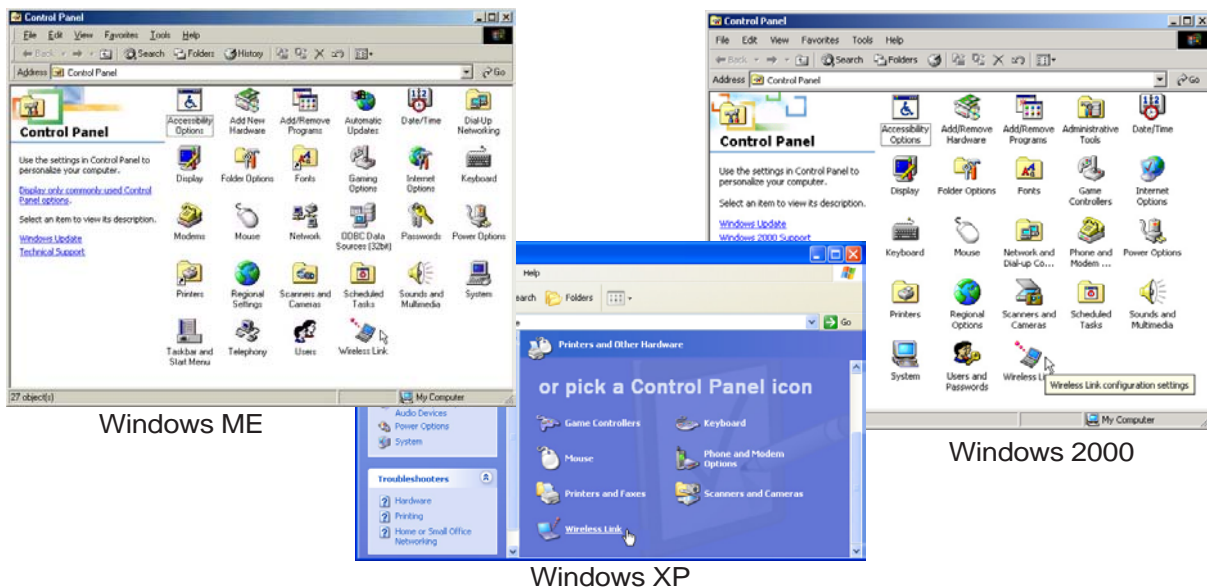 Control Panel
File Edit View Favorites Tools Help
Back Search Folders History
Address Control Panel Go
Control Panel
Use the settings in Control Panel to
personalize your computer.
Display only commonly used Control
Panel options.
Select an item to view its description.
Windows Update
Technical Support
Accessibility
Options
Add New
Hardware
Add/Remove
Programs
Automatic
Updates
Date/Time
Dial-Up
Networking
Display
Folder Options
Fonts
Gaming
Options
Internet
Options
Keyboard
Modems
Mouse
Network
ODBC Data
Sources (32bit)
Passwords
Power Options
Printers
Regional
Settings
Scanners and
Cameras
Scheduled
Tasks
Sounds and
Multimedia
System
Taskbar and
Start Menu
Telephony
Users
Wireless Link
27 object(s) My Computer
Windows ME
Control Panel
File Edit View Favorites Tools Help
Back Search Folders
Address Control Panel Go
Control Panel
Use the settings in Control Panel to
personalize your computer.
Select an item to view its description.
Windows Update
Windows 2000 Support
Accessibility
Options
Add/Remove
Hardware
Add/Remove
Programs
Administrative
Tools
Date/Time
Display
Folder Options
Fonts
Game
Controllers
Internet
Options
Keyboard
Mouse
Network and
Dial-up Co...
Phone and
Modem ...
Power Options
Printers
Regional
Options
Scanners and
Cameras
Scheduled
Tasks
Sounds and
Multimedia
System
Users and
Passwords
Wireless Li
Wireless Link configuration settings
My Computer
Windows 2000
Help
earch Folders
e Go
Printers and Other Hardware
or pick a Control Panel icon
Game Controllers
Keyboard
Mouse
Phone and Modem
Options
Printers and Faxes
Scanners and Cameras
Wireless Link
Audio Devices
Power Options
System
Troubleshooters
Hardware
Printing
Home or Small Office
Networking
Windows XP